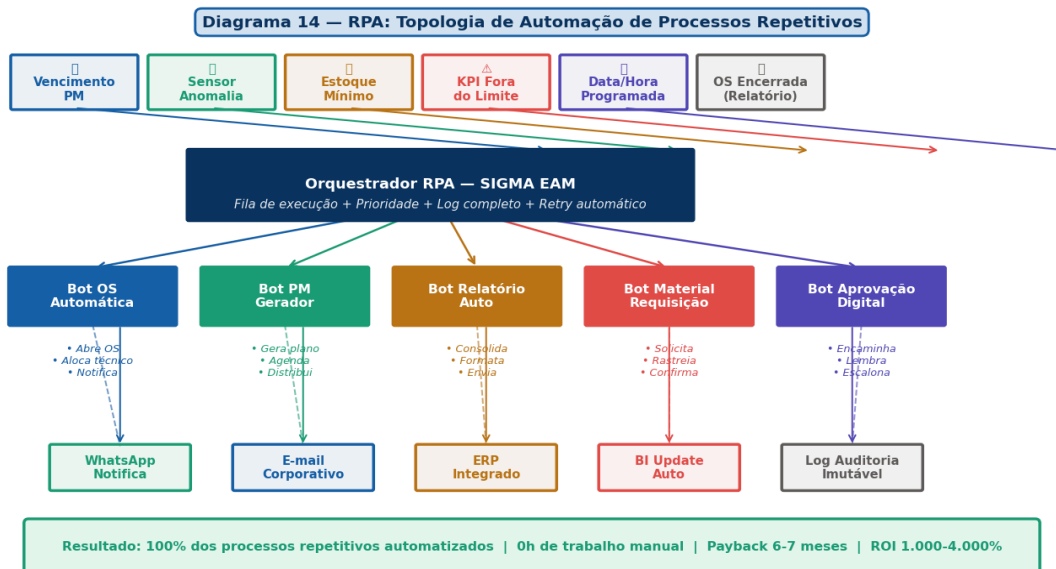 Diagrama 14 — RPA: Topologia de Automação de Processos Repetitivos
Vencimento
PM
Sensor
Anomalia
Estoque
Mínimo
⚠
KPI Fora
do Limite
Data/Hora
Programada
OS Encerrada
(Relatório)
Orquestrador RPA — SIGMA EAM
Fila de execução + Prioridade + Log completo + Retry automático
Bot OS
Automática
Bot PM
Gerador
Bot Relatório
Auto
Bot Material
Requisição
Bot Aprovação
Digital
• Abre OS
• Aloca técnico
• Notifica
• Gera plano
• Agenda
• Distribui
• Consolida
• Formata
• Envia
• Solicita
• Rastreia
• Confirma
• Encaminha
• Lembra
• Escalona
WhatsApp
Notifica
E-mail
Corporativo
ERP
Integrado
BI Update
Auto
Log Auditoria
Imutável
Resultado: 100% dos processos repetitivos automatizados | 0h de trabalho manual | Payback 6-7 meses | ROI 1.000-4.000%